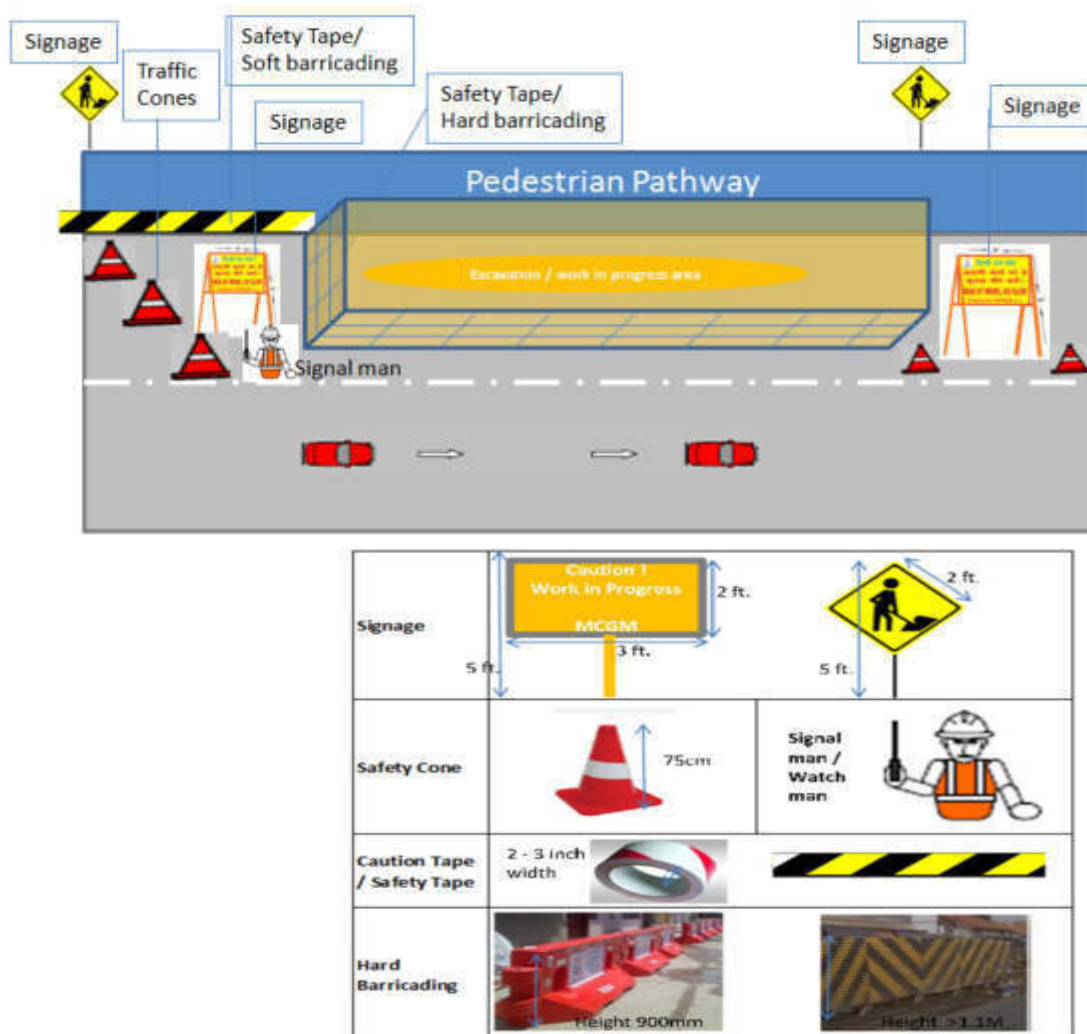 Signage
Safety Tape/
Soft barricading
Traffic
Cones
Signage
Safety Tape/
Hard barricading
Signage
Signage
Pedestrian Pathway
Excavation / work in progress area
Signal man
Signage
Caution !
Work in Progress
MCGM
2 ft.
3 ft.
5 ft.
2 ft.
5 ft.
Safety Cone
75cm
Signal
man /
Watch
man
Caution Tape
/ Safety Tape
2 - 3 inch
width
Hard
Barricading
Height 900mm
Height >1.1M